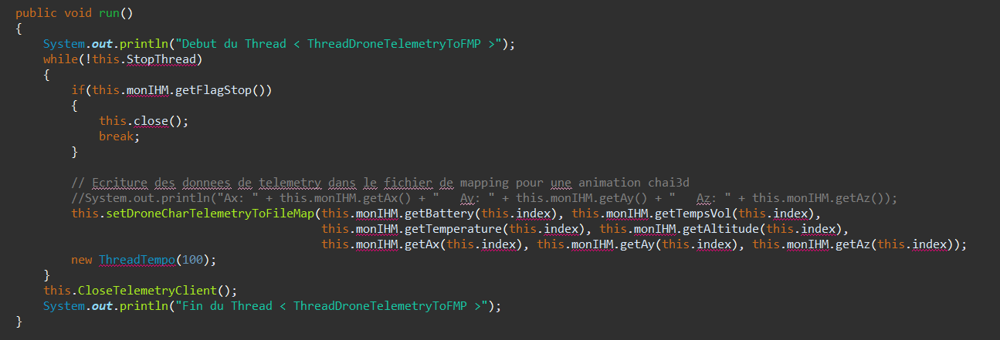 public void run()
{
    System.out.println("Debut du Thread < ThreadDroneTelemetryToFMP >");
    while(!this.StopThread)
    {
        if(this.monIHM.getFlagStop())
        {
            this.close();
            break;
        }

        // Ecriture des donnees de telemetry dans le fichier de mapping pour une animation chai3d
        //System.out.println("Ax: " + this.monIHM.getAx() + "   Ay: " + this.monIHM.getAy() + "   Az: " + this.monIHM.getAz());
        this.setDroneCharTelemetryToFileMap(this.monIHM.getBattery(this.index), this.monIHM.getTempsVol(this.index),
                                            this.monIHM.getTemperature(this.index), this.monIHM.getAltitude(this.index),
                                            this.monIHM.getAx(this.index), this.monIHM.getAy(this.index), this.monIHM.getAz(this.index));
        new ThreadTempo(100);
    }
    this.CloseTelemetryClient();
    System.out.println("Fin du Thread < ThreadDroneTelemetryToFMP >");
}